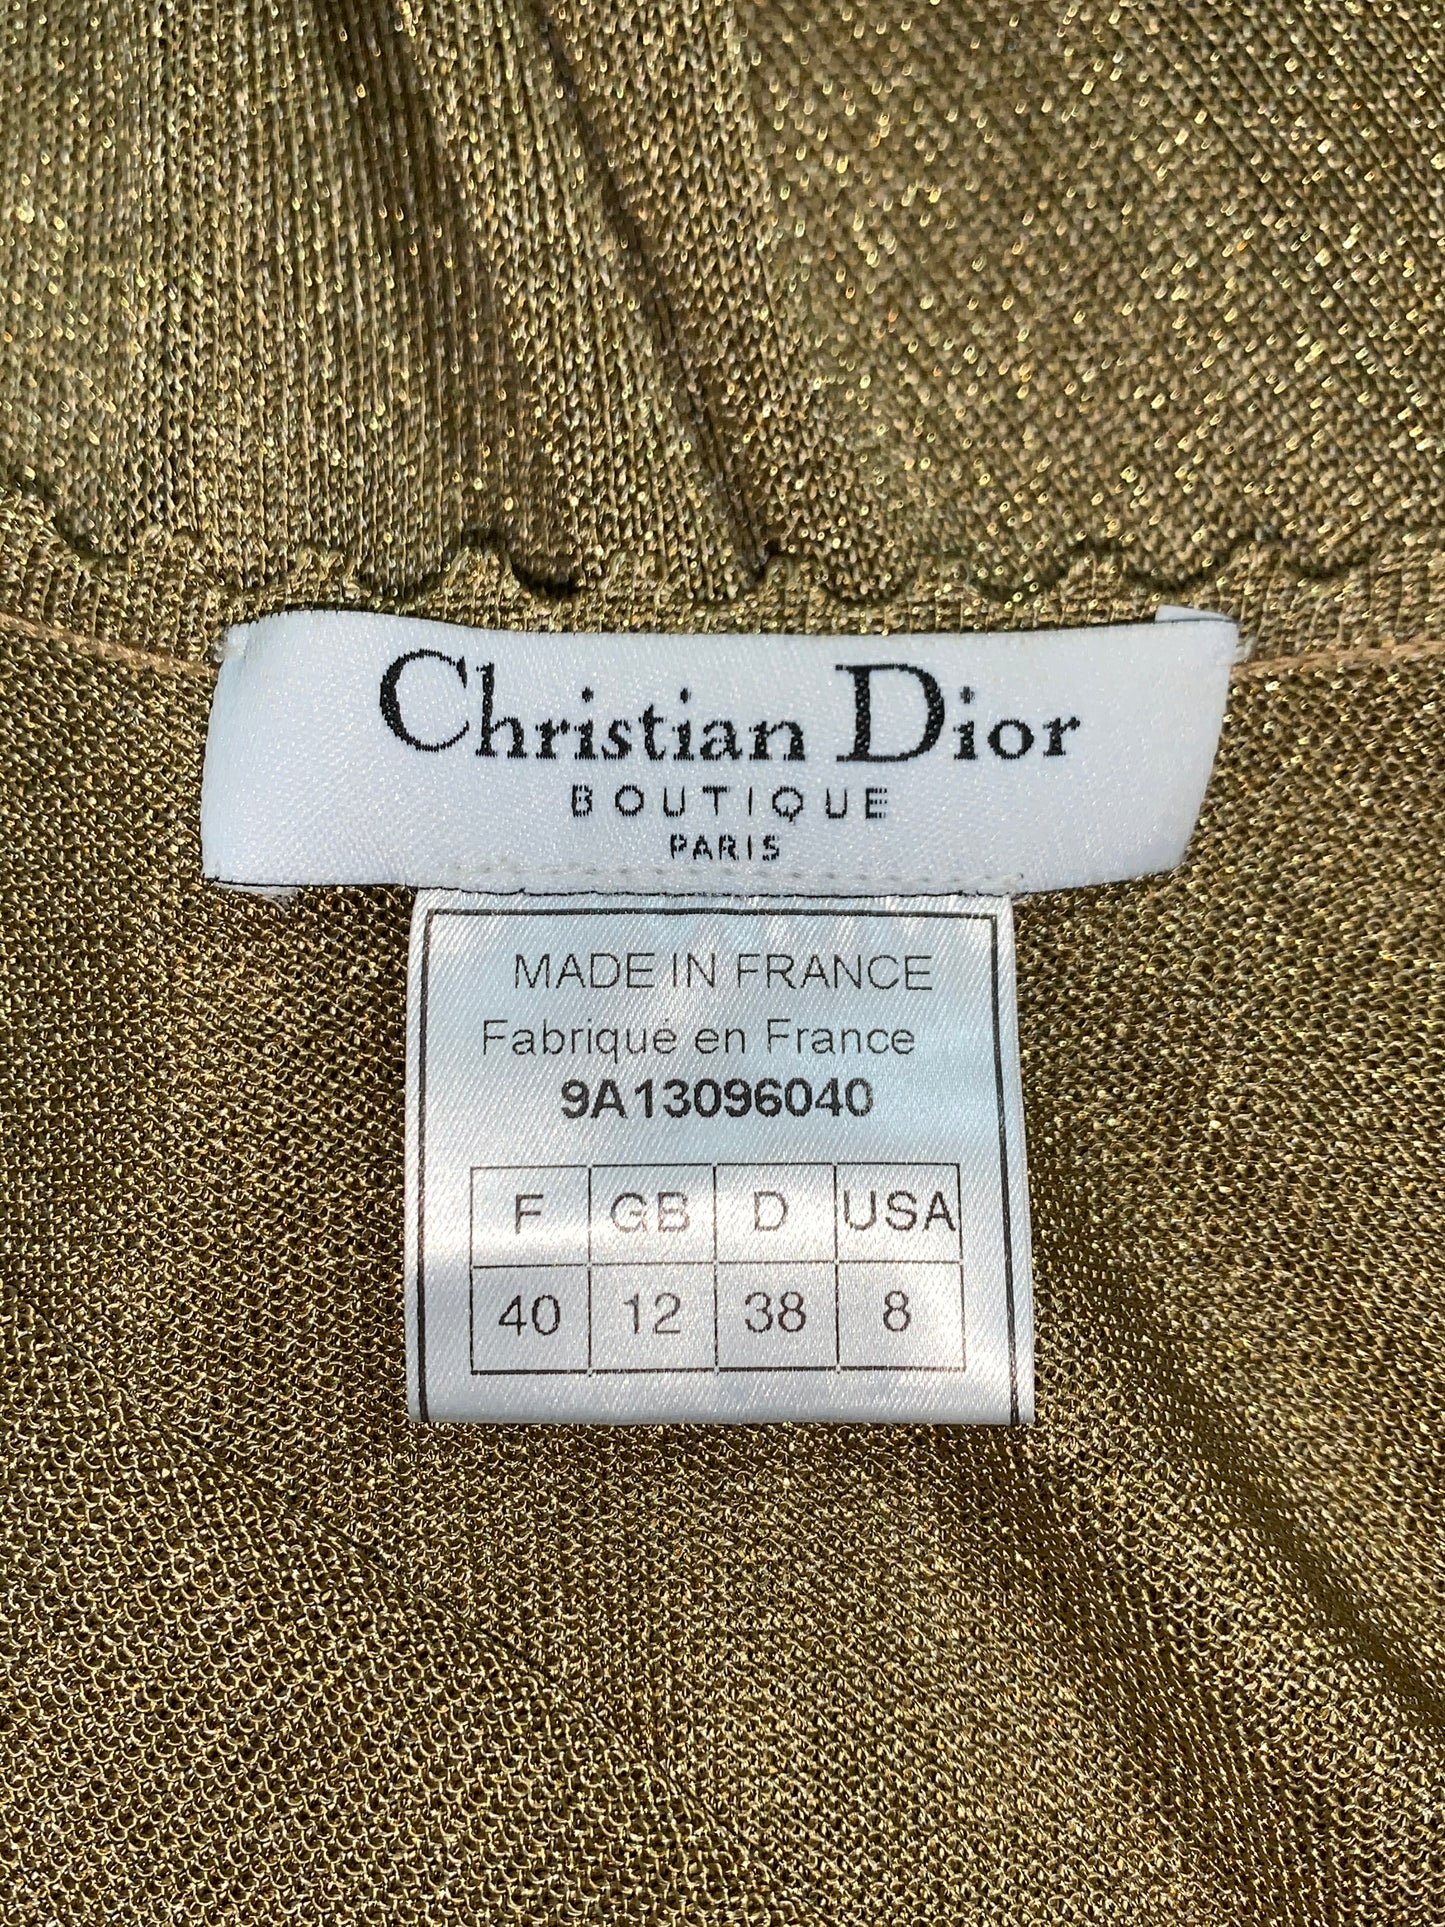 Christian Dior
BOUTIQUE
PARIS
MADE IN FRANCE
Fabriqué en France
9A13096040
F GB D USA
40 12 38 8